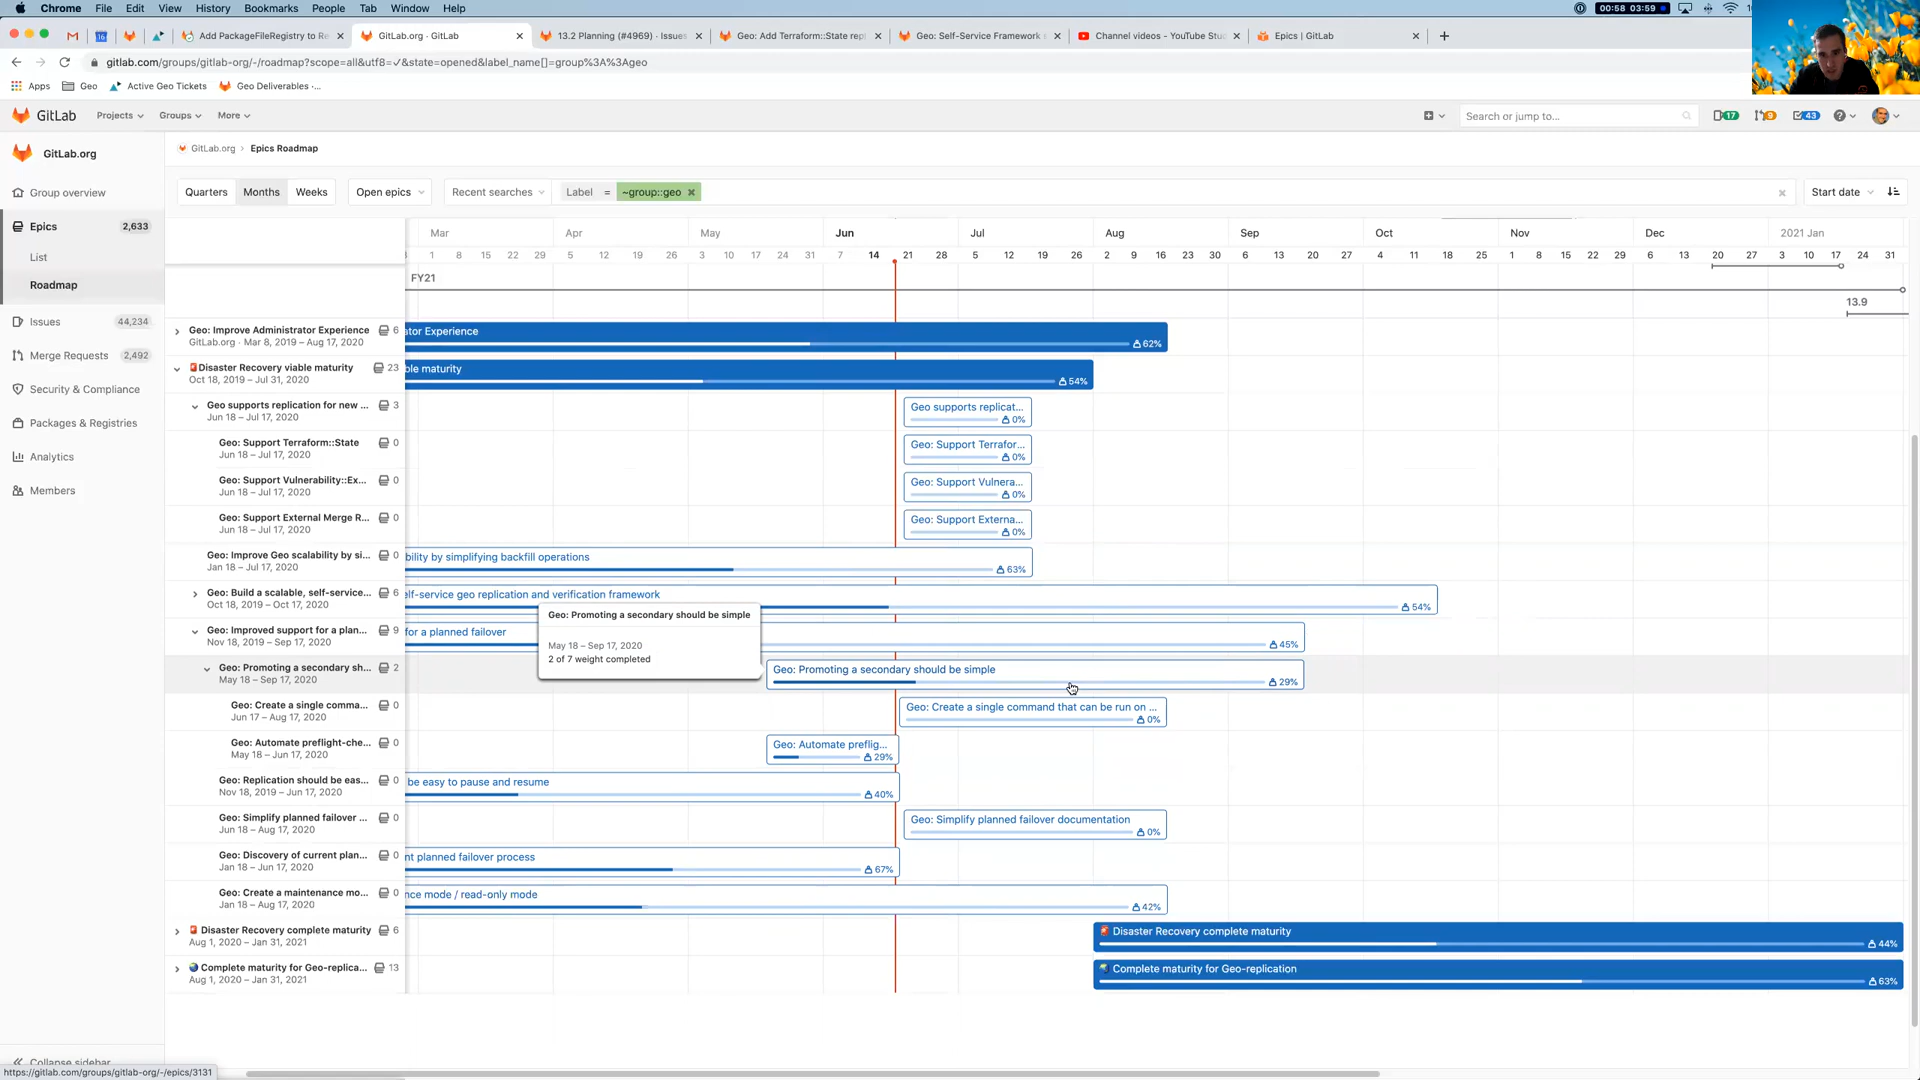 Chrome File Edit View History Bookmarks People Tab Window Help 00:58 03:59
Add PackageFileRegistry to Re GitLab.org · GitLab 13.2 Planning (#4969) · Issues Geo: Add Terraform::State rep Geo: Self-Service Framework Channel videos - YouTube Stu Epics | GitLab
gitlab.com/groups/gitlab-org/-/roadmap?scope=all&utf8=✓&state=opened&label_name[]=group%3A%3Ageo
Apps Geo Active Geo Tickets Geo Deliverables ·...
GitLab Projects Groups More Search or jump to... 17 9 43
GitLab.org
GitLab.org › Epics Roadmap
Group overview
Epics 2,633
List
Roadmap
Issues 44,234
Merge Requests 2,492
Security & Compliance
Packages & Registries
Analytics
Members
Collapse sidebar
Quarters Months Weeks Open epics Recent searches Label = ~group::geo Start date
Mar Apr May Jun Jul Aug Sep Oct Nov Dec 2021 Jan
1 8 15 22 29 5 12 19 26 3 10 17 24 31 7 14 21 28 5 12 19 26 2 9 16 23 30 6 13 20 27 4 11 18 25 1 8 15 22 29 6 13 20 27 3 10 17 24 31
FY21
13.9
Geo: Improve Administrator Experience 6
GitLab.org · Mar 8, 2019 – Aug 17, 2020
ator Experience
62%
Disaster Recovery viable maturity 23
Oct 18, 2019 – Jul 31, 2020
ble maturity
54%
Geo supports replication for new ... 3
Jun 18 – Jul 17, 2020
Geo supports replicat...
0%
Geo: Support Terraform::State 0
Jun 18 – Jul 17, 2020
Geo: Support Terrafor...
0%
Geo: Support Vulnerability::Ex... 0
Jun 18 – Jul 17, 2020
Geo: Support Vulnera...
0%
Geo: Support External Merge R... 0
Jun 18 – Jul 17, 2020
Geo: Support Externa...
0%
Geo: Improve Geo scalability by si... 0
Jan 18 – Jul 17, 2020
bility by simplifying backfill operations
63%
Geo: Build a scalable, self-service... 6
Oct 18, 2019 – Oct 17, 2020
elf-service geo replication and verification framework
54%
Geo: Improved support for a plan... 9
Nov 18, 2019 – Sep 17, 2020
for a planned failover
45%
Geo: Promoting a secondary should be simple
May 18 – Sep 17, 2020
2 of 7 weight completed
Geo: Promoting a secondary sh... 2
May 18 – Sep 17, 2020
Geo: Promoting a secondary should be simple
29%
Geo: Create a single comma... 0
Jun 17 – Aug 17, 2020
Geo: Create a single command that can be run on ...
0%
Geo: Automate preflight-che... 0
May 18 – Jun 17, 2020
Geo: Automate preflig...
29%
Geo: Replication should be eas... 0
Nov 18, 2019 – Jun 17, 2020
be easy to pause and resume
40%
Geo: Simplify planned failover ... 0
Jun 18 – Aug 17, 2020
Geo: Simplify planned failover documentation
0%
Geo: Discovery of current plan... 0
Jan 18 – Jun 17, 2020
nt planned failover process
67%
Geo: Create a maintenance mo... 0
Jan 18 – Aug 17, 2020
nce mode / read-only mode
42%
Disaster Recovery complete maturity 6
Aug 1, 2020 – Jan 31, 2021
Disaster Recovery complete maturity
44%
Complete maturity for Geo-replica... 13
Aug 1, 2020 – Jan 31, 2021
Complete maturity for Geo-replication
63%
https://gitlab.com/groups/gitlab-org/-/epics/3131